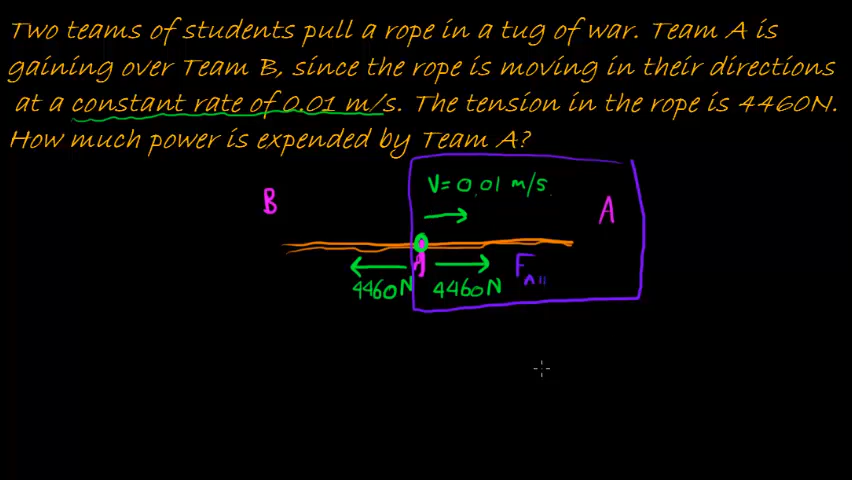 Two teams of students pull a rope in a tug of war. Team A is
gaining over Team B, since the rope is moving in their directions
at a constant rate of 0.01 m/s. The tension in the rope is 4460N.
How much power is expended by Team A?
V = 0.01 m/s.
B
A
4460N 4460N F